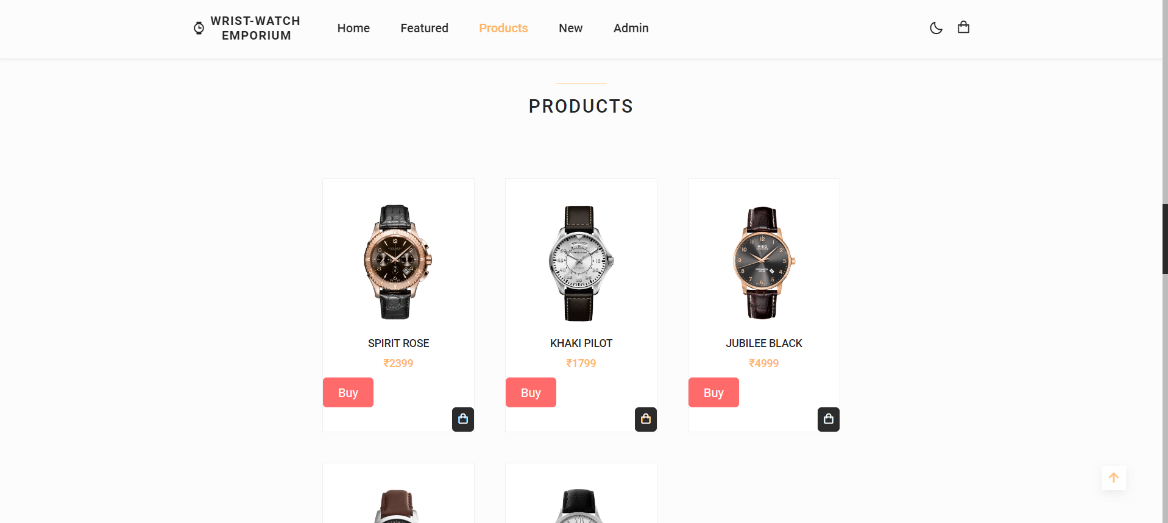 WRIST-WATCH
EMPORIUM
Home
Featured
Products
New
Admin
PRODUCTS
SPIRIT ROSE
KHAKI PILOT
JUBILEE BLACK
₹2399
₹1799
₹4999
Buy
Buy
Buy